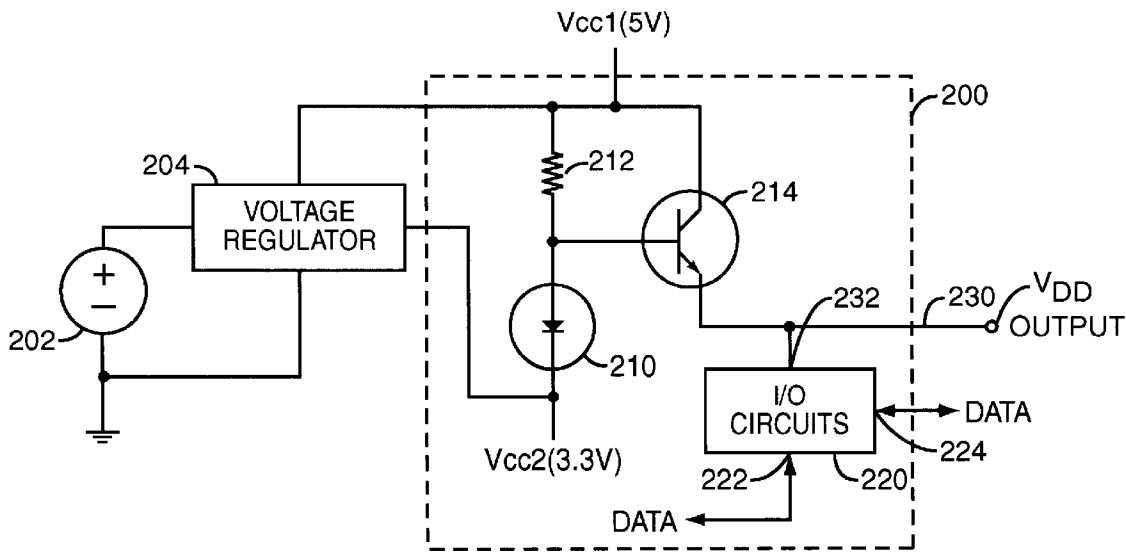 Vcc1(5V)
200
204
212
214
VOLTAGE
REGULATOR
+
−
202
210
232
230
VDD
OUTPUT
I/O
CIRCUITS
DATA
224
Vcc2(3.3V)
222
220
DATA